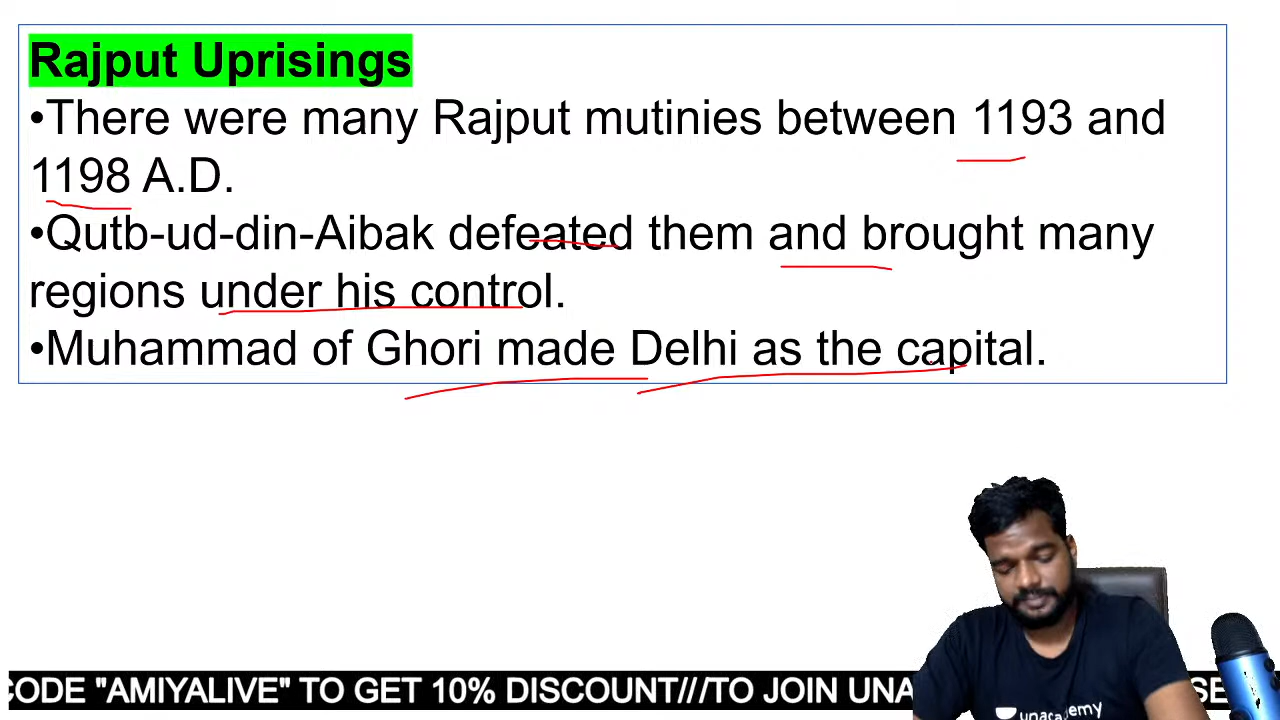 Rajput Uprisings
•There were many Rajput mutinies between 1193 and
1198 A.D.
•Qutb-ud-din-Aibak defeated them and brought many
regions under his control.
•Muhammad of Ghori made Delhi as the capital.
CODE "AMIYALIVE" TO GET 10% DISCOUNT///TO JOIN UNA SE
unacademy